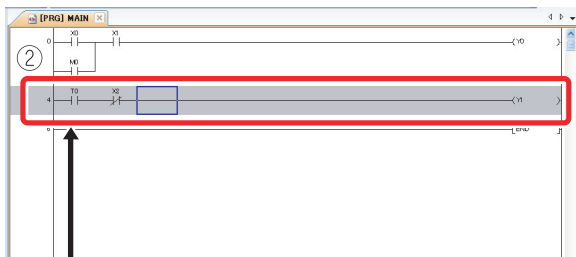 [PRG] MAIN
X0 X1
0 (Y0 )
②
M0
T0 X2
4 (Y1 )
6 [END ]